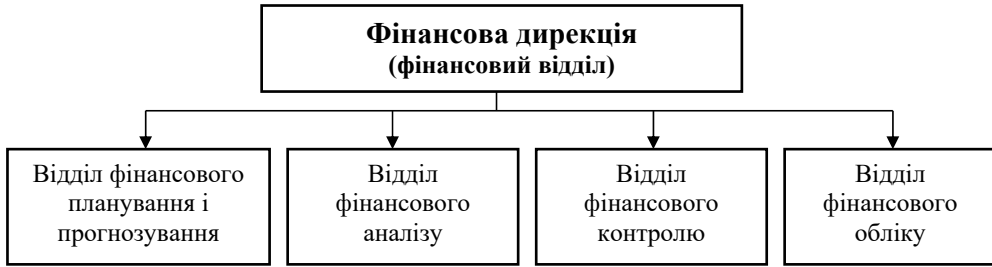 Фінансова дирекція
(фінансовий відділ)
Відділ фінансового
планування і
прогнозування
Відділ
фінансового
аналізу
Відділ
фінансового
контролю
Відділ
фінансового
обліку